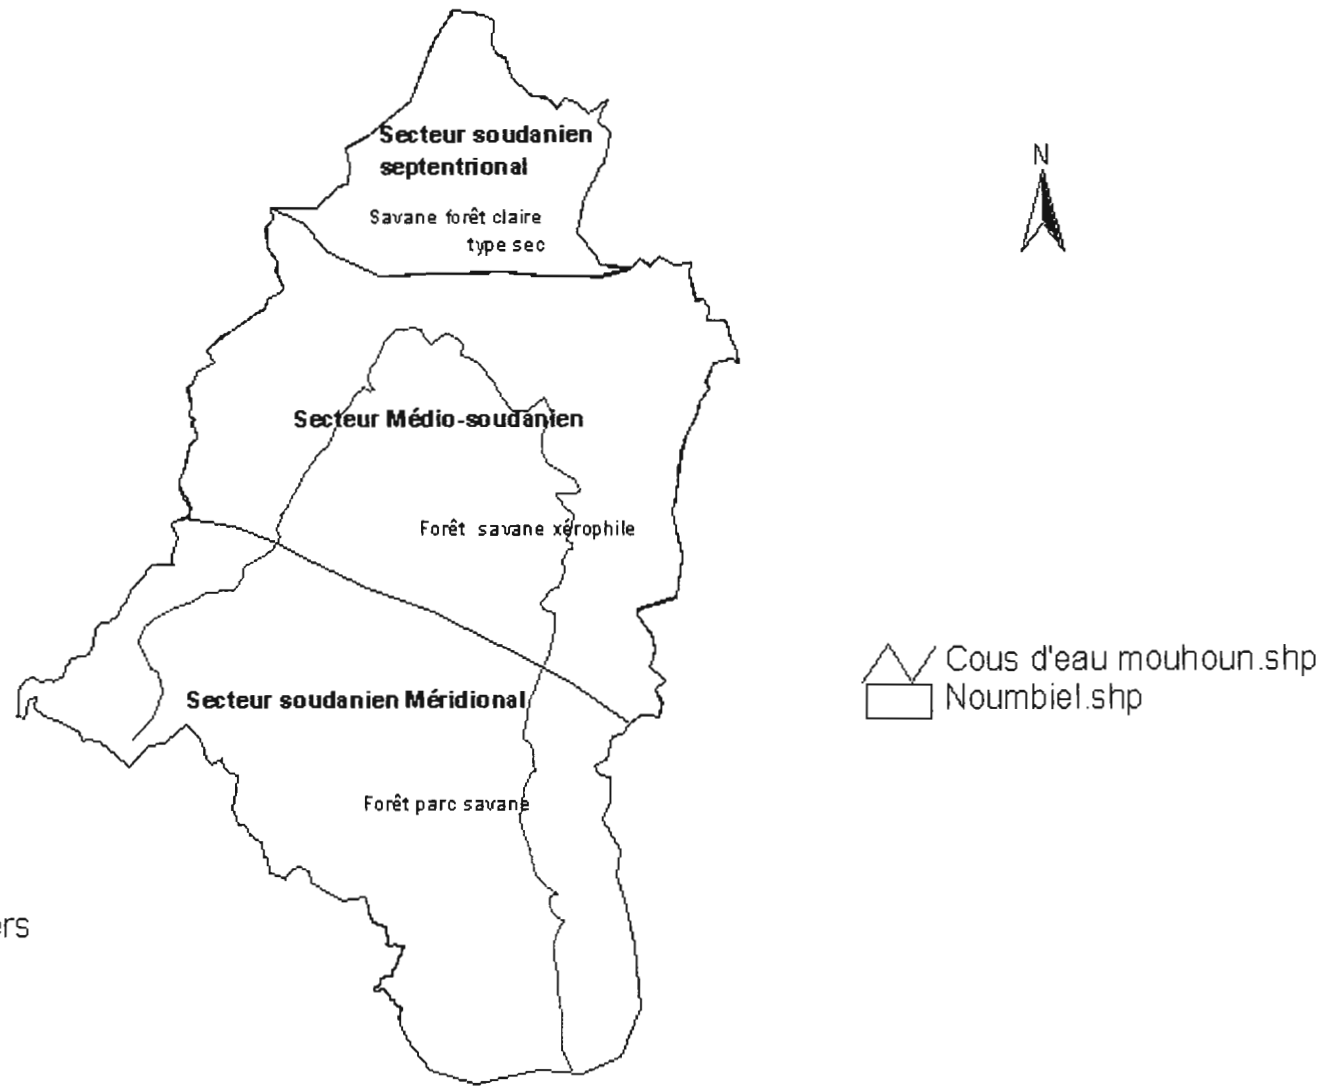 Secteur soudanien
septentrional
Savane forêt claire
type sec
N
Secteur Médio-soudanien
Forêt savane xérophile
Secteur soudanien Méridional
Forêt parc savane
Cous d'eau mouhoun.shp
Noumbiel.shp
ers